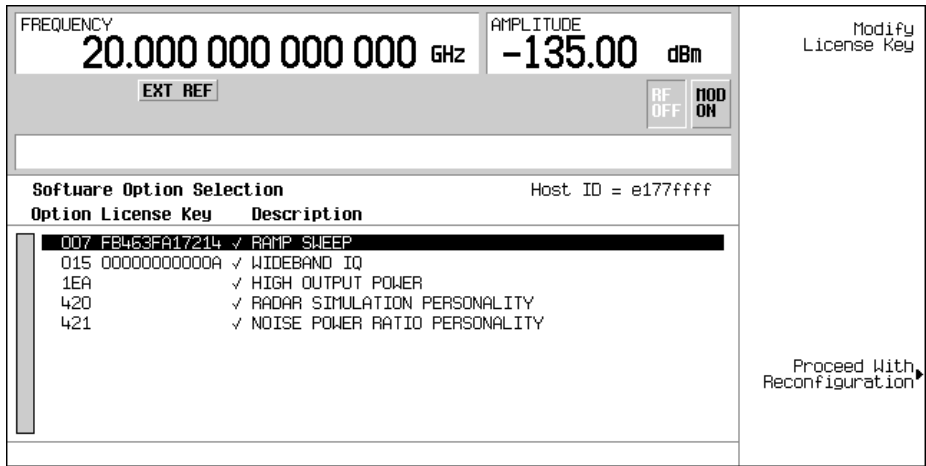 FREQUENCY
20.000 000 000 000 GHz
AMPLITUDE
-135.00 dBm
EXT REF
RF OFF
MOD ON
Modify
License Key
Software Option Selection Host ID = e177ffff
Option License Key Description
007 FB463FA17214 √ RAMP SWEEP
015 00000000000A √ WIDEBAND IQ
1EA √ HIGH OUTPUT POWER
420 √ RADAR SIMULATION PERSONALITY
421 √ NOISE POWER RATIO PERSONALITY
Proceed With
Reconfiguration